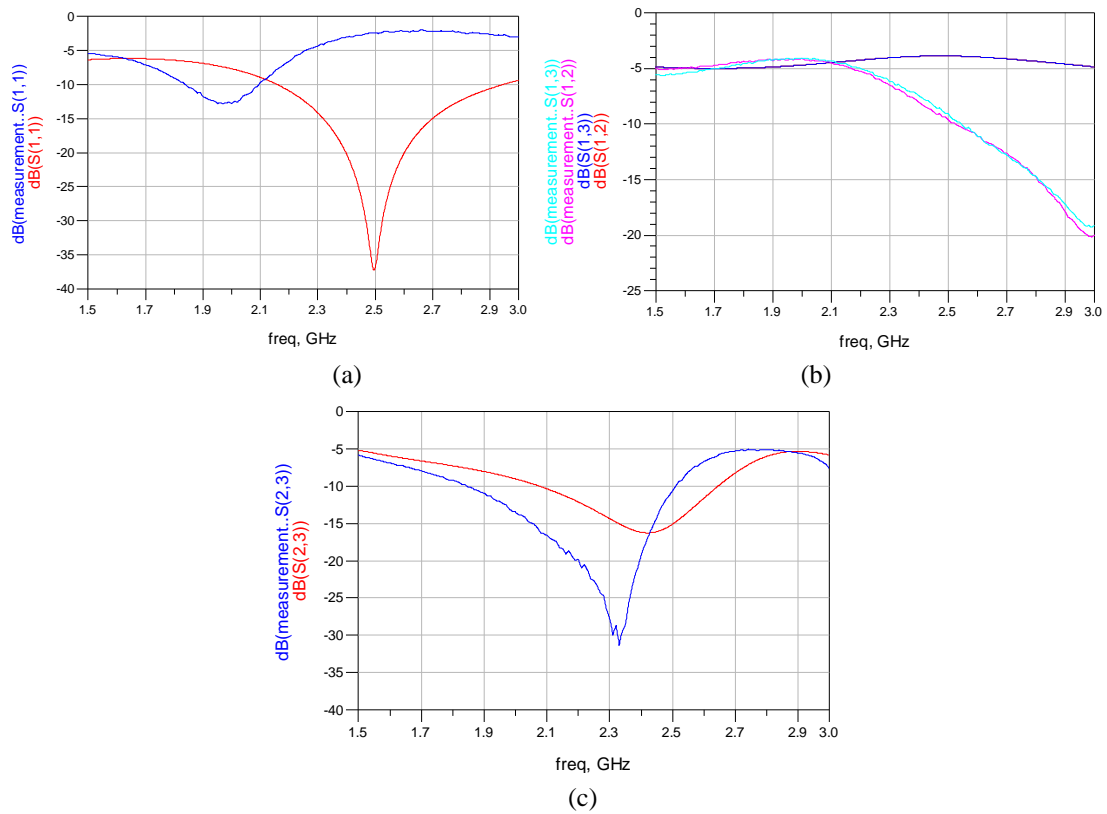 dB(measurement..S(1,1))
dB(S(1,1))
0
-5
-10
-15
-20
-25
-30
-35
-40
1.5 1.7 1.9 2.1 2.3 2.5 2.7 2.9 3.0
freq, GHz
(a)
dB(measurement..S(1,3))
dB(measurement..S(1,2))
dB(S(1,3))
dB(S(1,2))
0
-5
-10
-15
-20
-25
1.5 1.7 1.9 2.1 2.3 2.5 2.7 2.9 3.0
freq, GHz
(b)
dB(measurement..S(2,3))
dB(S(2,3))
0
-5
-10
-15
-20
-25
-30
-35
-40
1.5 1.7 1.9 2.1 2.3 2.5 2.7 2.9 3.0
freq, GHz
(c)